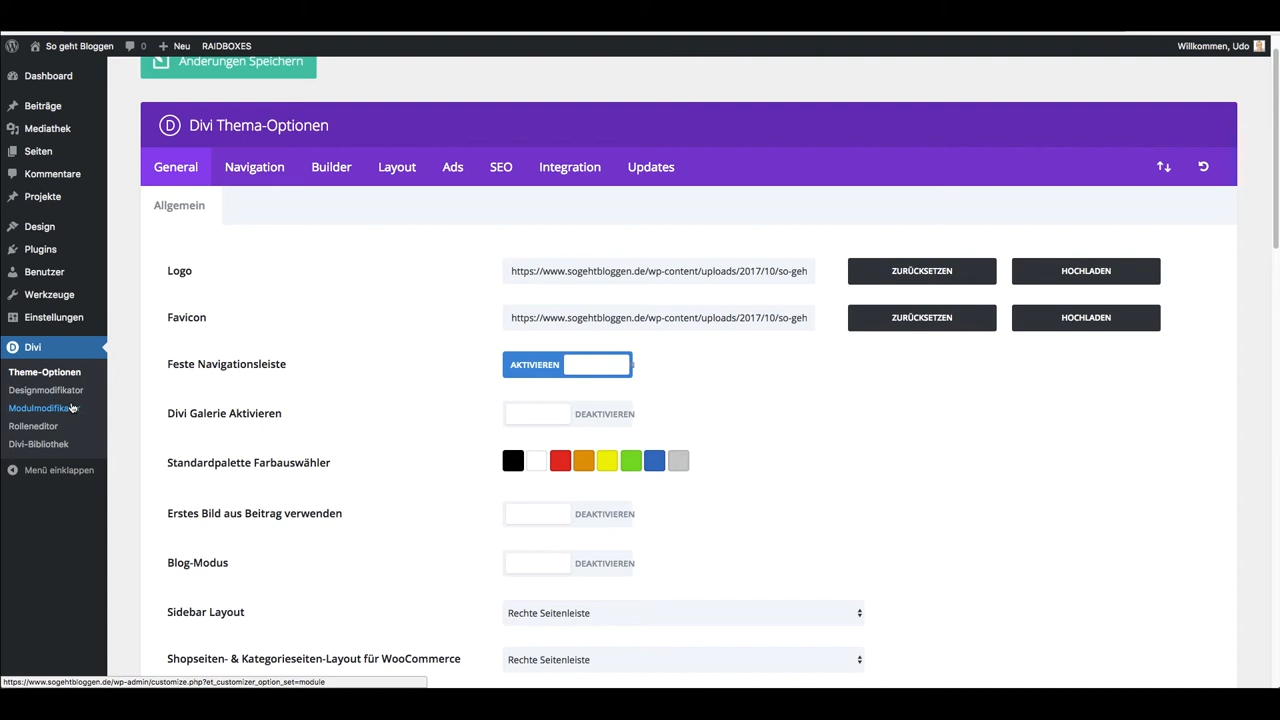 So geht Bloggen 0 Neu RAIDBOXES Willkommen, Udo
Dashboard
Beiträge
Mediathek
Seiten
Kommentare
Projekte
Design
Plugins
Benutzer
Werkzeuge
Einstellungen
Divi
Theme-Optionen
Designmodifikator
Modulmodifikator
Rolleneditor
Divi-Bibliothek
Menü einklappen
Änderungen Speichern
D Divi Thema-Optionen
General Navigation Builder Layout Ads SEO Integration Updates
Allgemein
Logo https://www.sogehtbloggen.de/wp-content/uploads/2017/10/so-geh ZURÜCKSETZEN HOCHLADEN
Favicon https://www.sogehtbloggen.de/wp-content/uploads/2017/10/so-geh ZURÜCKSETZEN HOCHLADEN
Feste Navigationsleiste AKTIVIEREN
Divi Galerie Aktivieren DEAKTIVIEREN
Standardpalette Farbauswähler
Erstes Bild aus Beitrag verwenden DEAKTIVIEREN
Blog-Modus DEAKTIVIEREN
Sidebar Layout Rechte Seitenleiste
Shopseiten- & Kategorieseiten-Layout für WooCommerce Rechte Seitenleiste
https://www.sogehtbloggen.de/wp-admin/customize.php?et_customizer_option_set=module